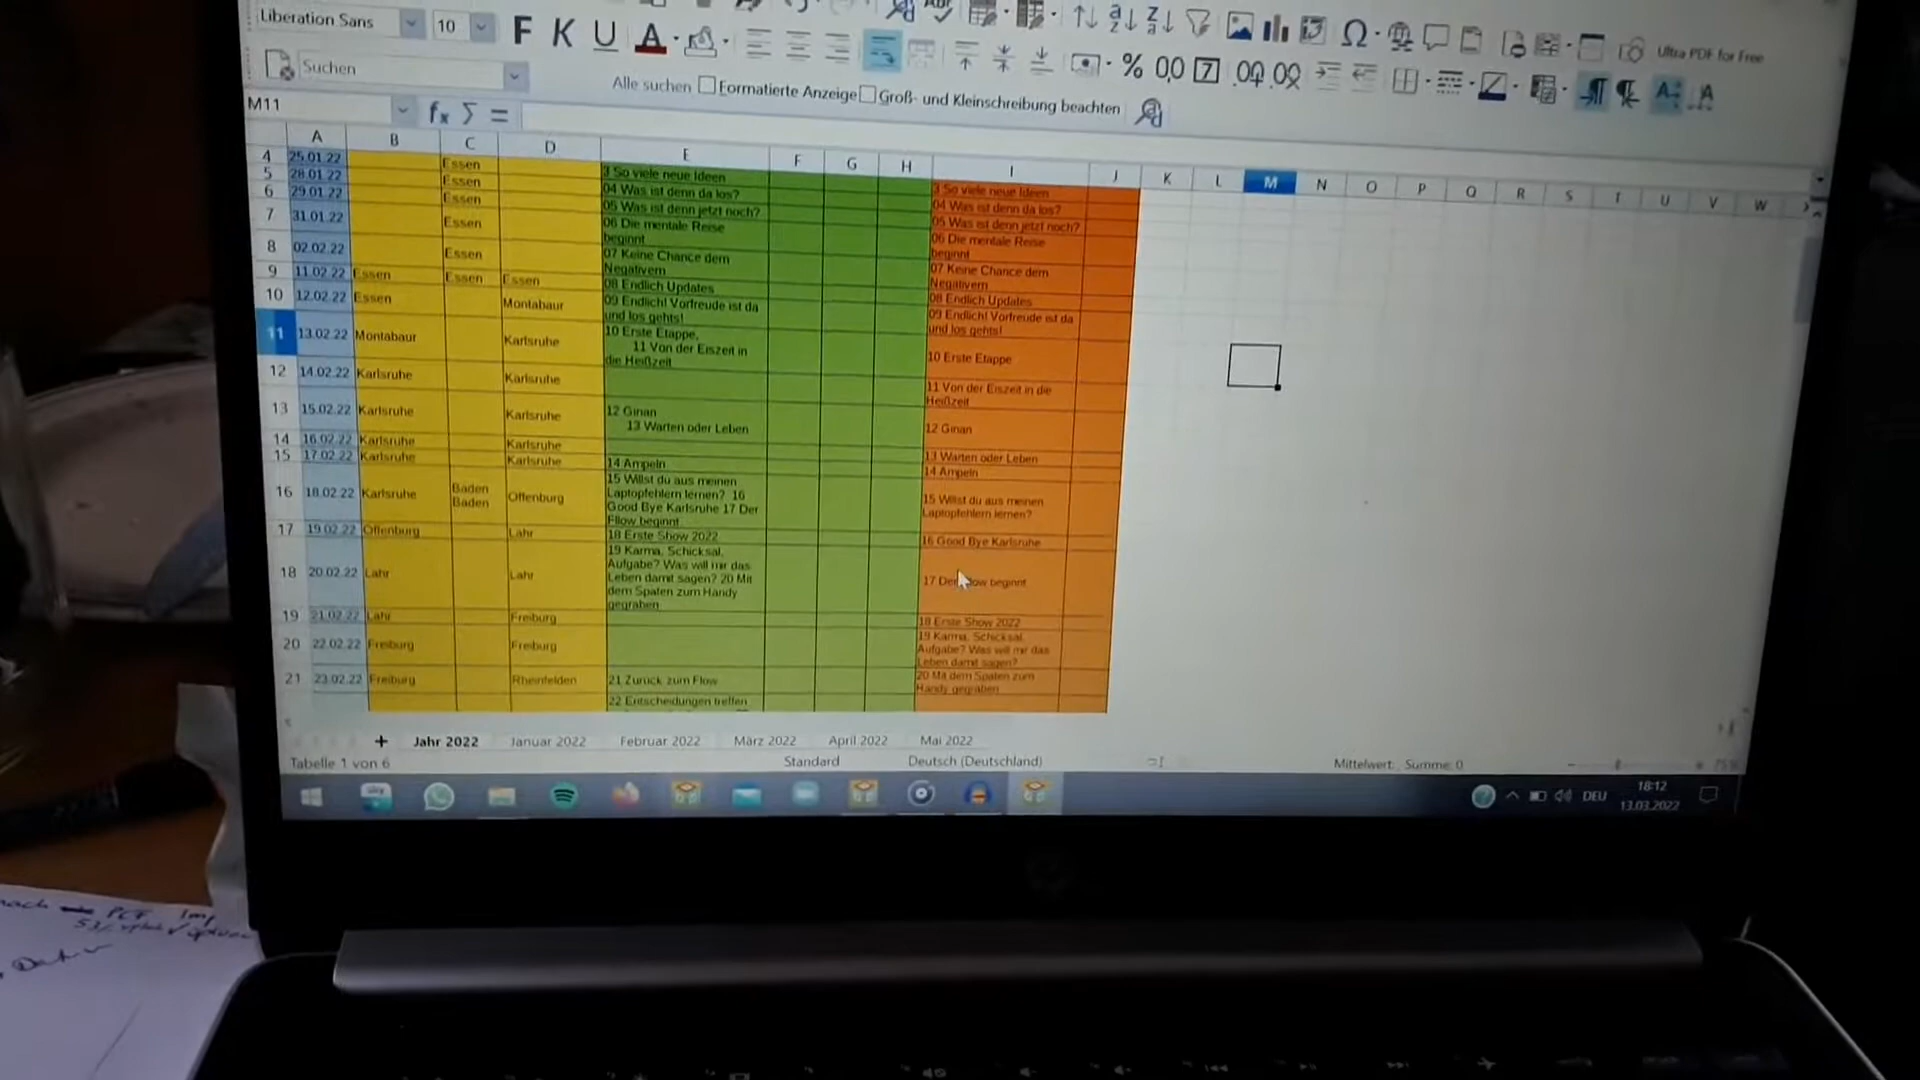 Liberation Sans 10 F K U A
Ultra PDF for Free
Suchen Alle suchen Formatierte Anzeige Groß- und Kleinschreibung beachten
M11 fx Σ =
A B C D E F G H I J K L M N O P Q R S T U V W
4 25.01.22 Essen
5 28.01.22 Essen 3 So viele neue Ideen 3 So viele neue Ideen
6 29.01.22 Essen 04 Was ist denn da los? 04 Was ist denn da los?
05 Was ist denn jetzt noch? 05 Was ist denn jetzt noch?
7 31.01.22 Essen 06 Die mentale Reise 06 Die mentale Reise
beginnt beginnt
8 02.02.22 Essen 07 Keine Chance dem 07 Keine Chance dem
Negativem Negativem
9 11.02.22 Essen Essen Essen 08 Endlich Updates 08 Endlich Updates
10 12.02.22 Essen Montabaur 09 Endlich! Vorfreude ist da 09 Endlich! Vorfreude ist da
und los gehts! und los gehts!
11 13.02.22 Montabaur Karlsruhe 10 Erste Etappe, 10 Erste Etappe
11 Von der Eiszeit in
die Heißzeit
12 14.02.22 Karlsruhe Karlsruhe 11 Von der Eiszeit in die
Heißzeit
13 15.02.22 Karlsruhe Karlsruhe 12 Ginan 12 Ginan
13 Warten oder Leben
14 16.02.22 Karlsruhe Karlsruhe 13 Warten oder Leben
15 17.02.22 Karlsruhe Karlsruhe 14 Ampeln 14 Ampeln
16 18.02.22 Karlsruhe Baden Offenburg 15 Willst du aus meinen 15 Willst du aus meinen
Baden Laptopfehlern lernen? 16 Laptopfehlern lernen?
Good Bye Karlsruhe 17 Der
Fllow beginnt
17 19.02.22 Offenburg Lahr 18 Erste Show 2022 16 Good Bye Karlsruhe
18 20.02.22 Lahr Lahr 19 Karma, Schicksal, 17 Der ow beginnt
Aufgabe? Was will mir das
Leben damit sagen? 20 Mit
dem Spaten zum Handy
gegraben
19 21.02.22 Lahr Freiburg 18 Erste Show 2022
20 22.02.22 Freiburg Freiburg 19 Karma, Schicksal,
Aufgabe? Was will mir das
Leben damit sagen?
21 23.02.22 Freiburg Rheinfelden 21 Zurück zum Flow 20 Mit dem Spaten zum
Handy gegraben
22 Entscheidungen treffen
+ Jahr 2022 Januar 2022 Februar 2022 März 2022 April 2022 Mai 2022
Tabelle 1 von 6 Standard Deutsch (Deutschland) Mittelwert: , Summe: 0 75%
sky DEU 18:12
13.03.2022